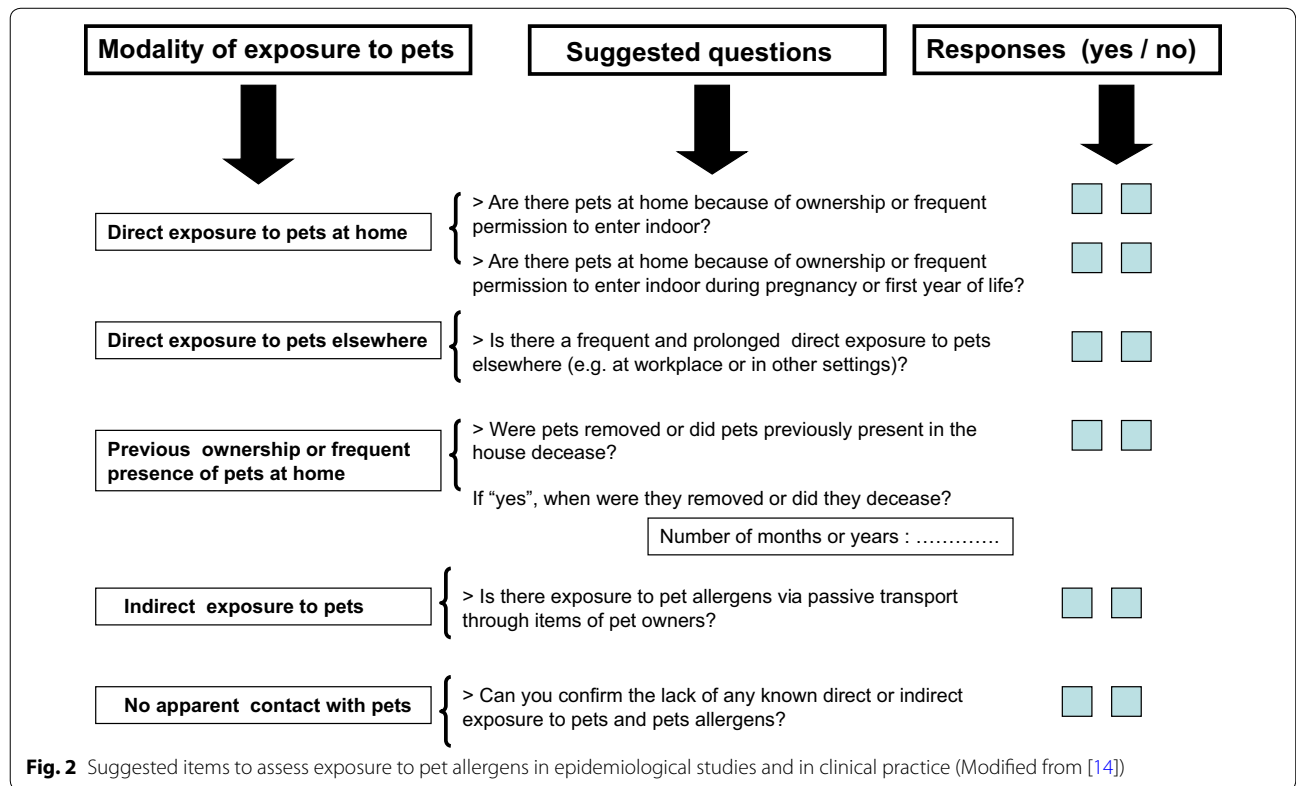 Modality of exposure to pets
Suggested questions
Responses (yes / no)
Direct exposure to pets at home
> Are there pets at home because of ownership or frequent
permission to enter indoor?
> Are there pets at home because of ownership or frequent
permission to enter indoor during pregnancy or first year of life?
Direct exposure to pets elsewhere
> Is there a frequent and prolonged direct exposure to pets
elsewhere (e.g. at workplace or in other settings)?
Previous ownership or frequent
presence of pets at home
> Were pets removed or did pets previously present in the
house decease?
If “yes”, when were they removed or did they decease?
Number of months or years : ………….
Indirect exposure to pets
> Is there exposure to pet allergens via passive transport
through items of pet owners?
No apparent contact with pets
> Can you confirm the lack of any known direct or indirect
exposure to pets and pets allergens?
Fig. 2 Suggested items to assess exposure to pet allergens in epidemiological studies and in clinical practice (Modified from [14])